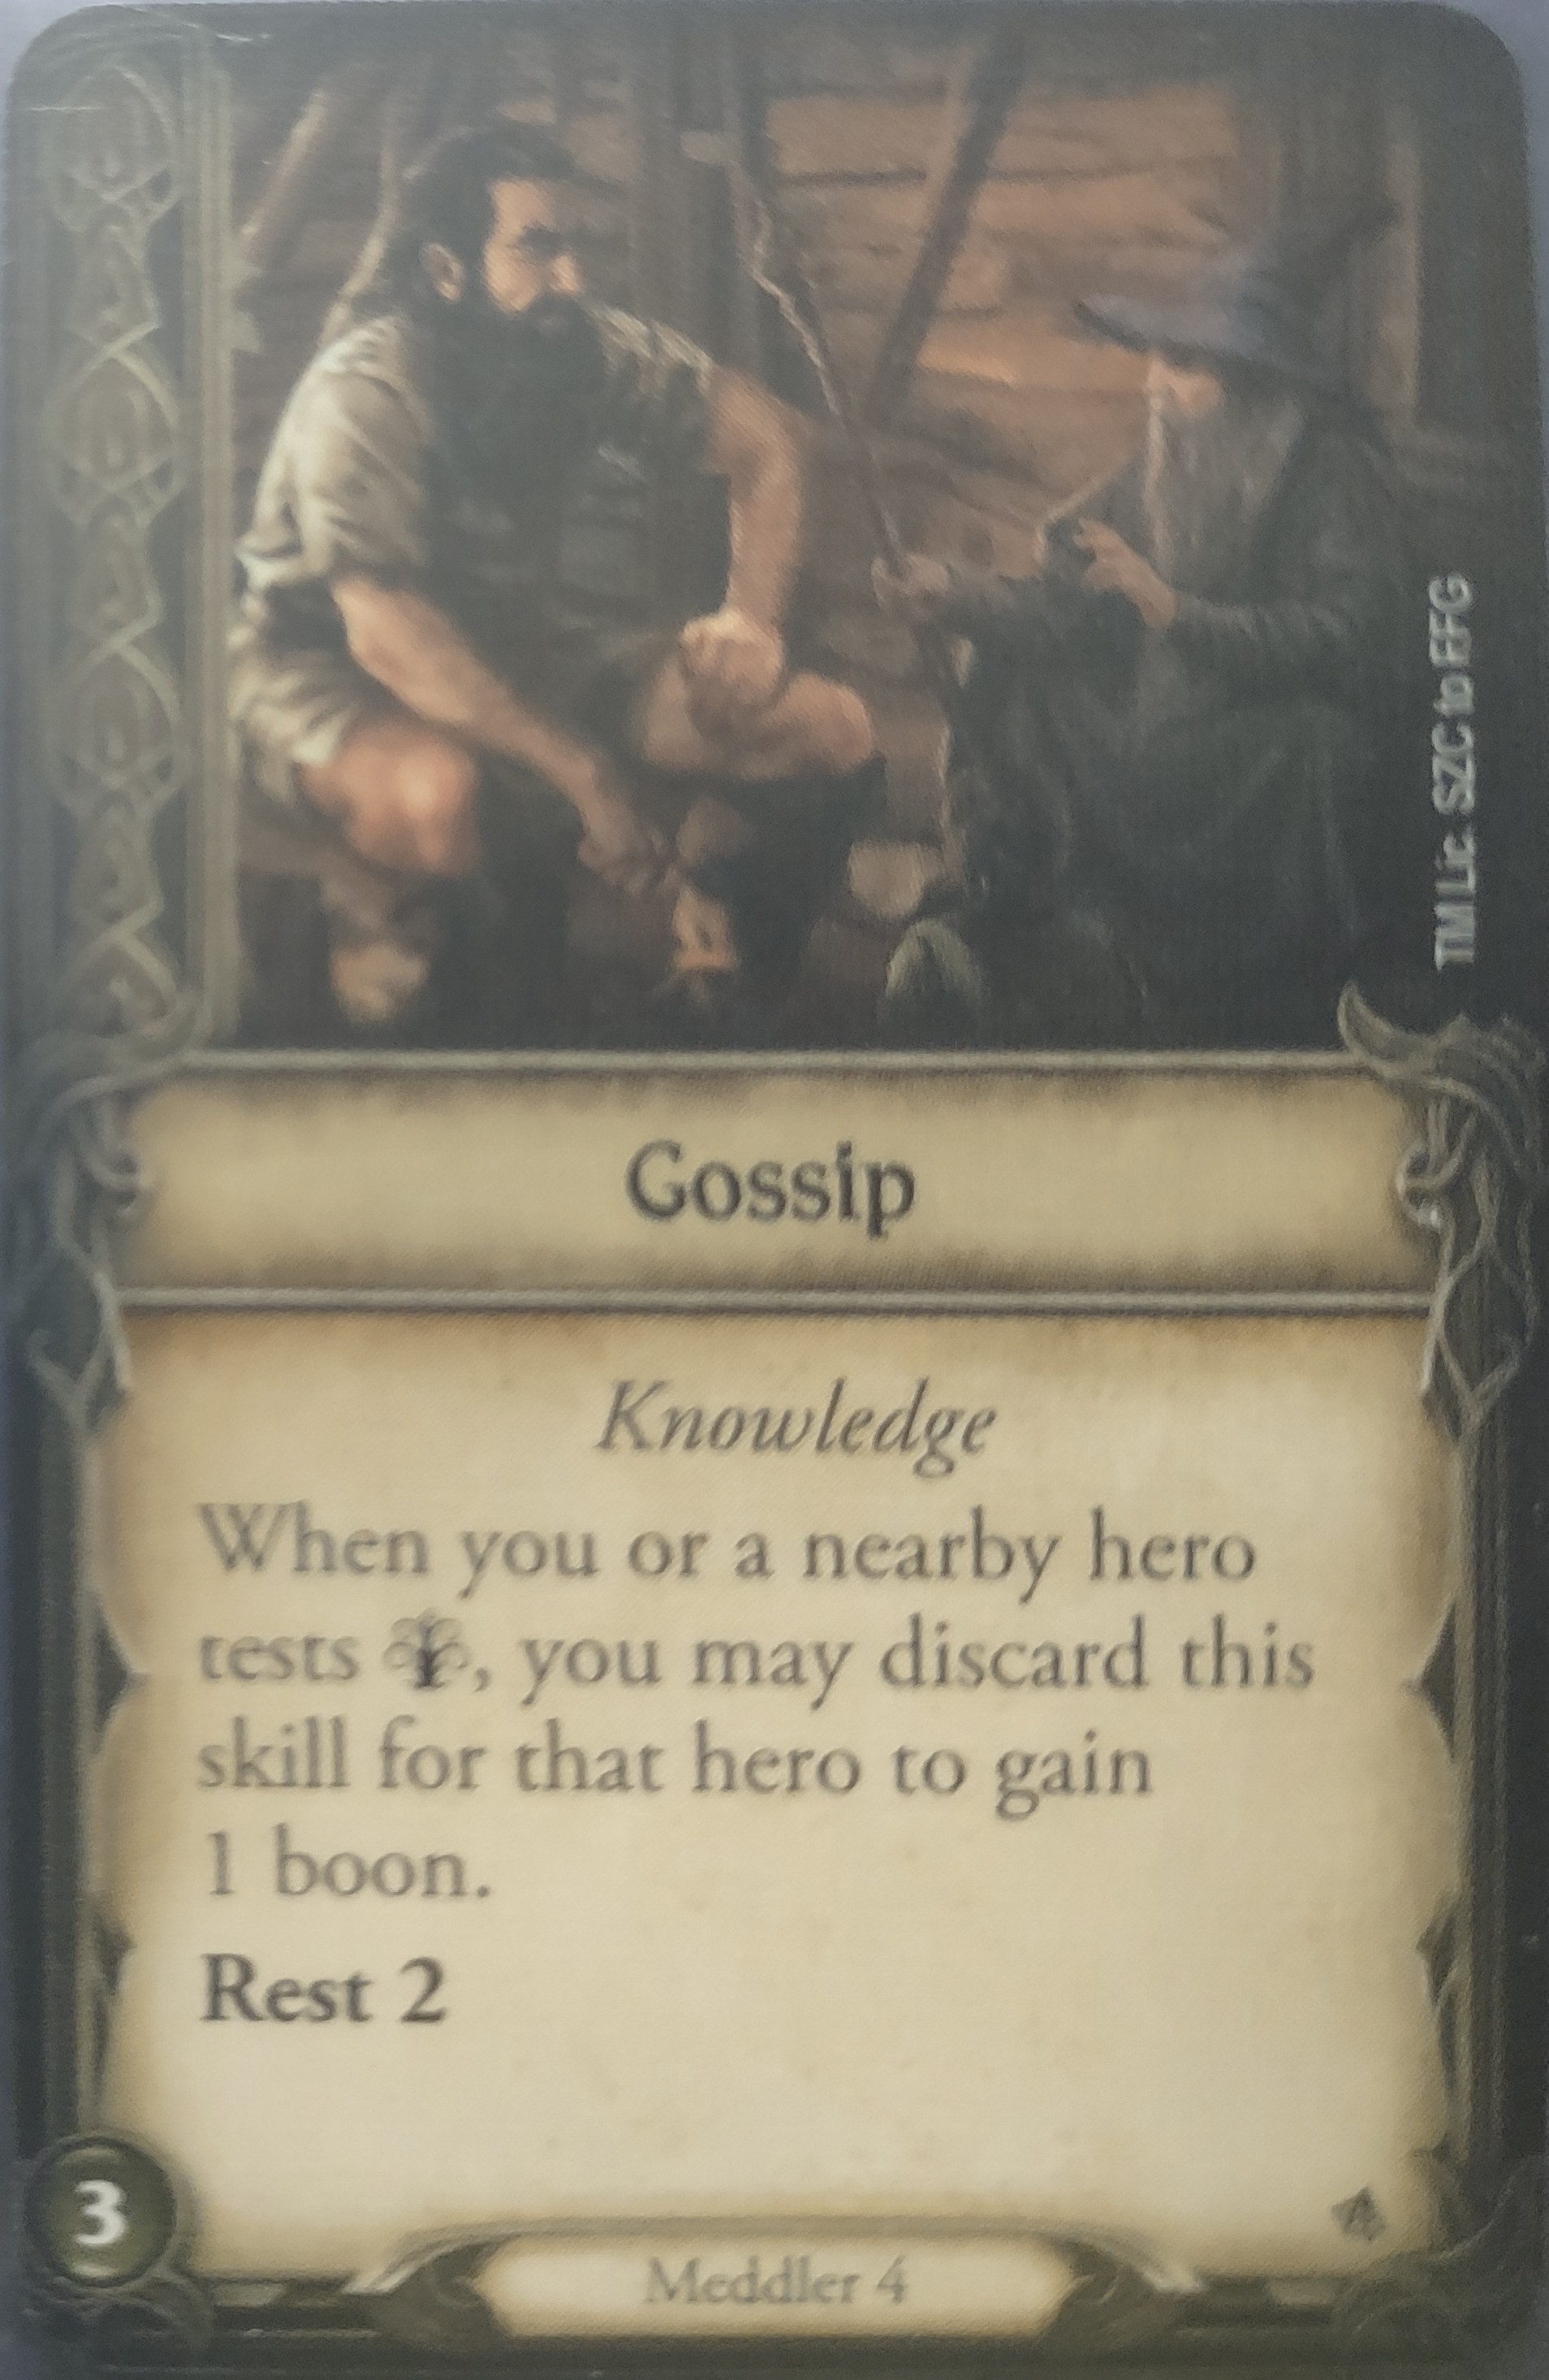 TM Lic. SZC to FFG
Gossip
Knowledge
When you or a nearby hero
tests , you may discard this
skill for that hero to gain
1 boon.
Rest 2
3
Meddler 4